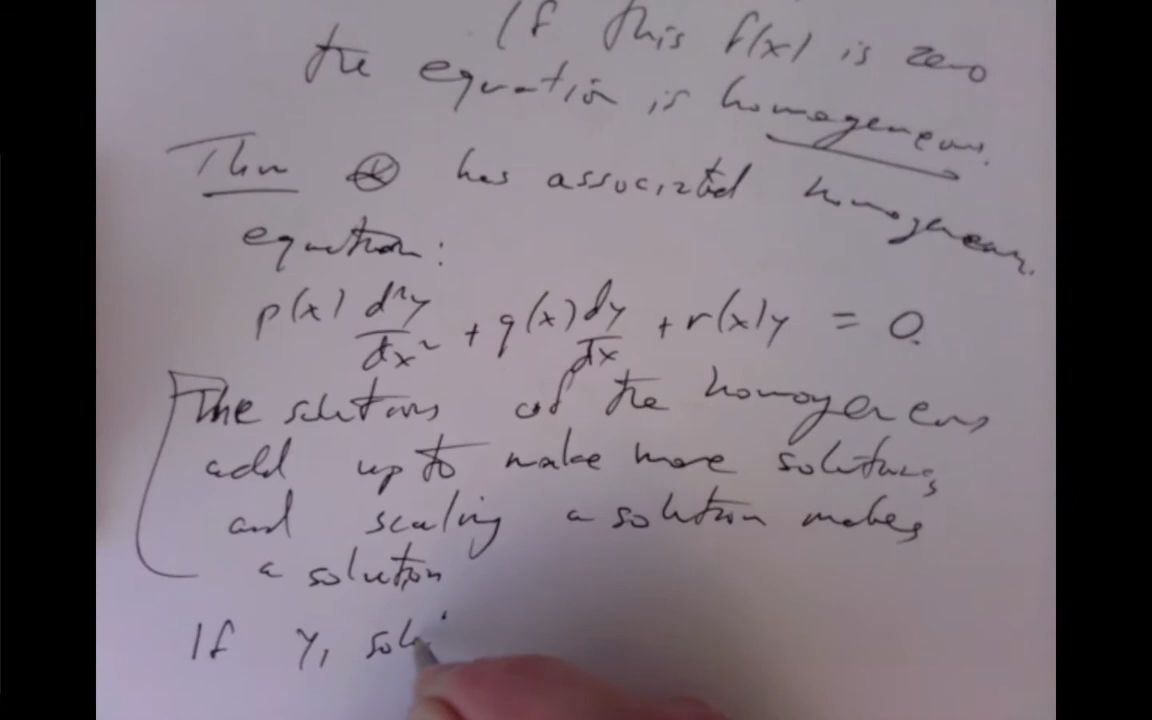 If this f(x) is zero
the equation is homogeneous.
Then ⊛ has associated homogeneous
equation:
p(x) d²y/dx² + q(x) dy/dx + r(x)y = 0.
The solutions of the homogeneous
add up to make more solutions,
and scaling a solution makes
a solution
If y₁ sol